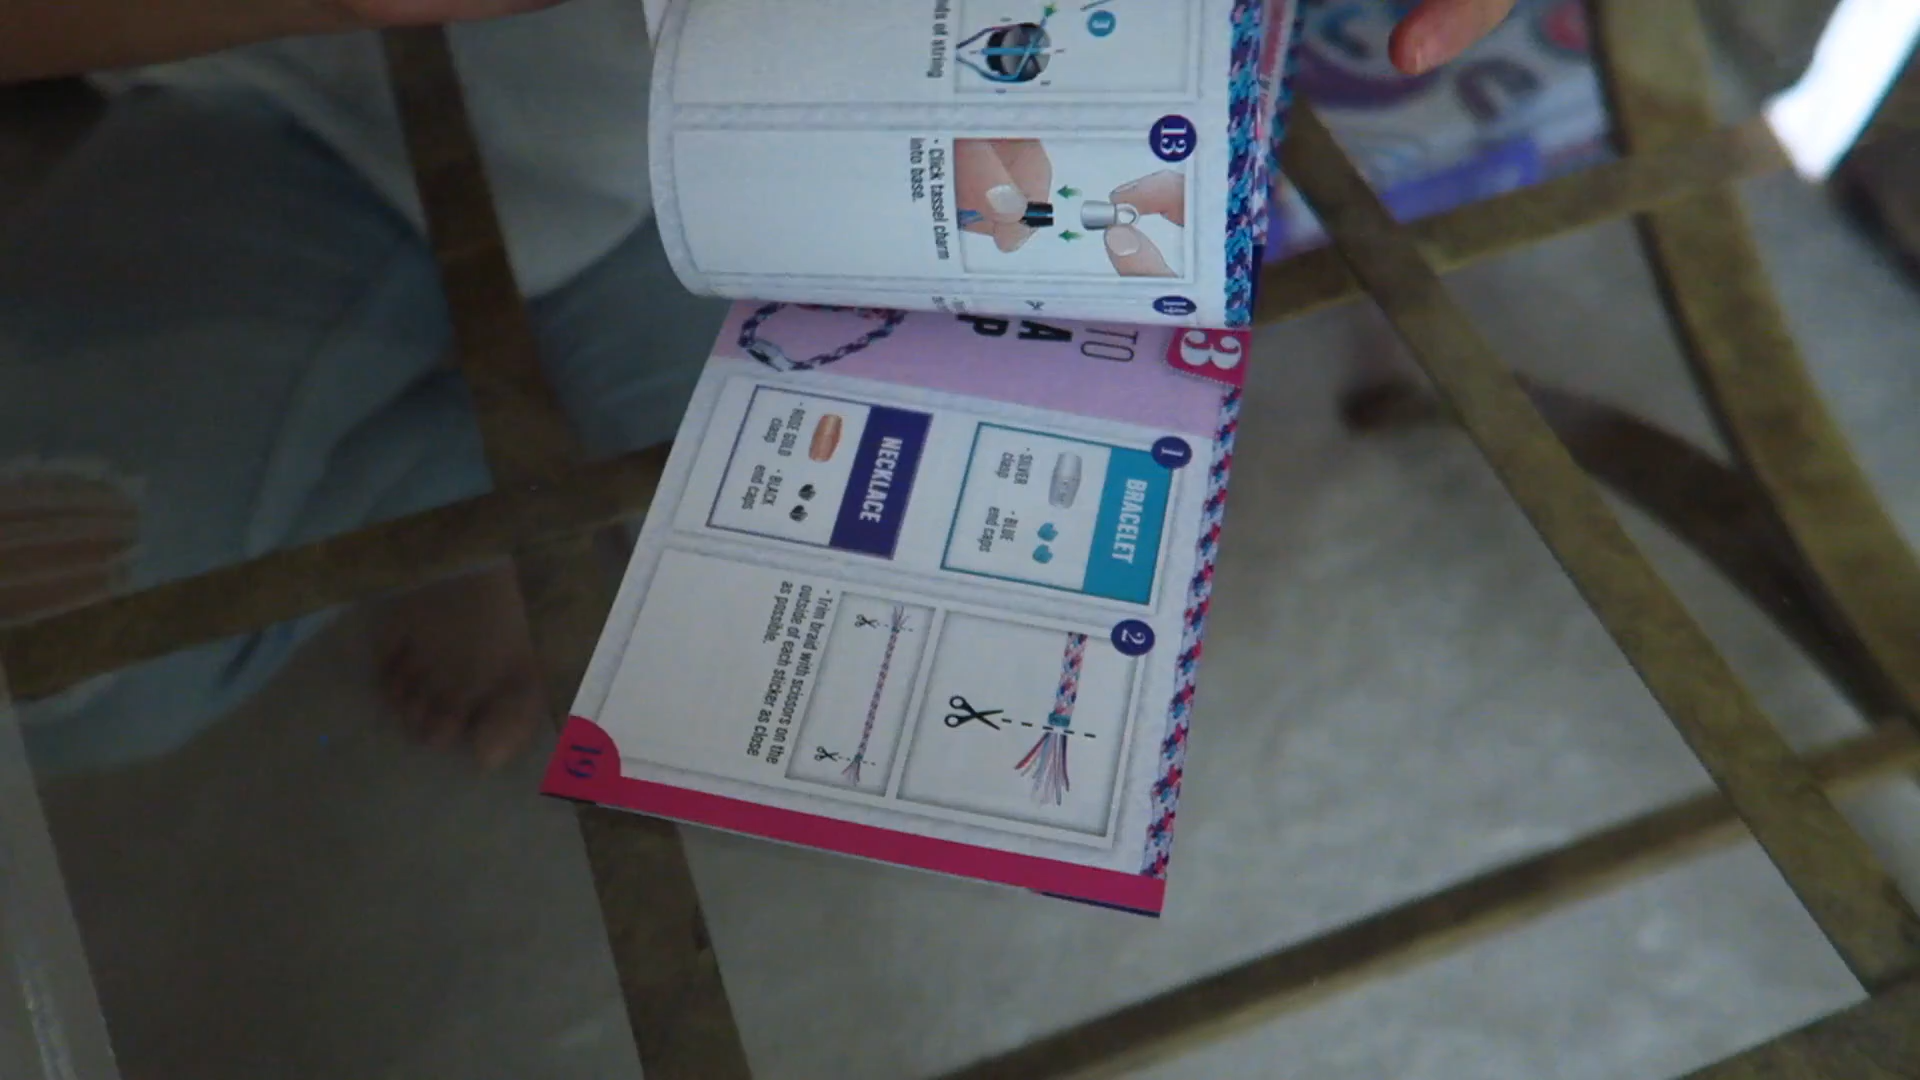 3
nds of string
13
• Click tassel charm
into base.
14
3
TO
A
P
1
BRACELET
• SILVER
clasp
• BLUE
end caps
NECKLACE
• ROSE GOLD
clasp
• BLACK
end caps
2
• Trim braid with scissors on the
outside of each sticker as close
as possible.
19